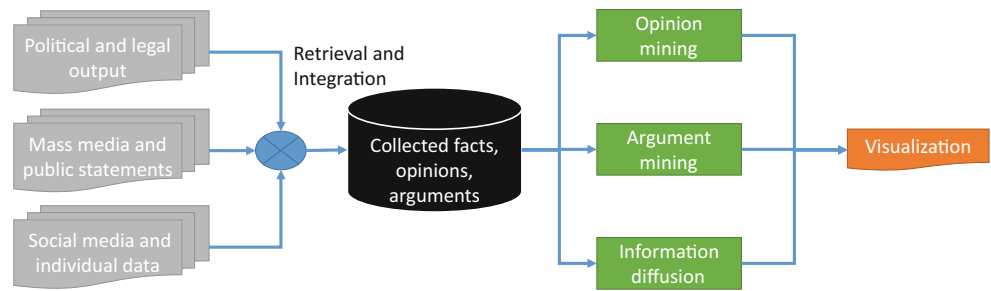 Political and legal
output
Mass media and
public statements
Social media and
individual data
Retrieval and
Integration
Collected facts,
opinions,
arguments
Opinion
mining
Argument
mining
Information
diffusion
Visualization